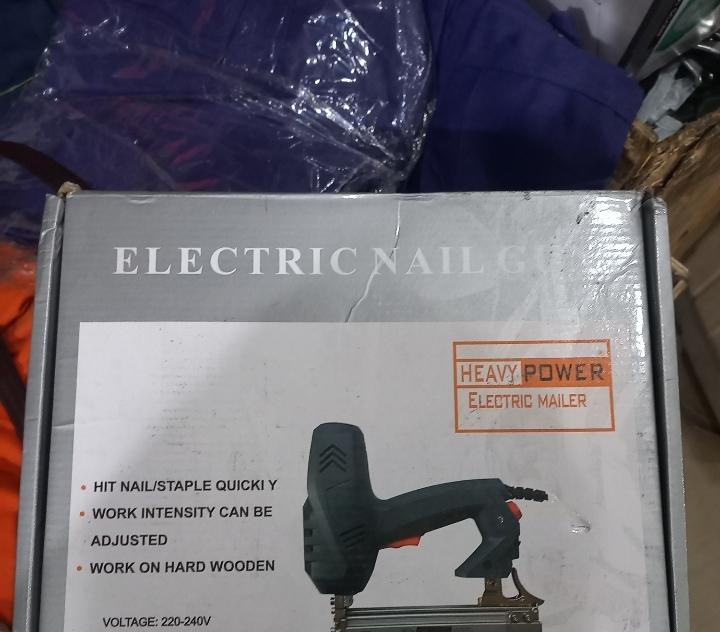 ELECTRIC NAIL GU
HEAVY POWER
ELECTRIC MAILER
• HIT NAIL/STAPLE QUICKI Y
• WORK INTENSITY CAN BE
ADJUSTED
• WORK ON HARD WOODEN
VOLTAGE: 220-240V